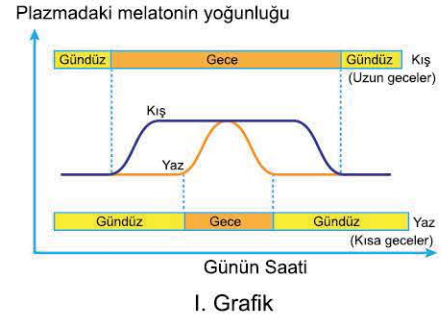 Plazmadaki melatonin yoğunluğu
Gündüz Gece Gündüz Kış
(Uzun geceler)
Kış
Yaz
Gündüz Gece Gündüz Yaz
(Kısa geceler)
Günün Saati
I. Grafik